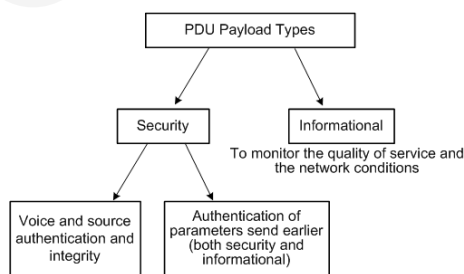 PDU Payload Types
Security
Informational
To monitor the quality of service and
the network conditions
Voice and source
authentication and
integrity
Authentication of
parameters send earlier
(both security and
informational)